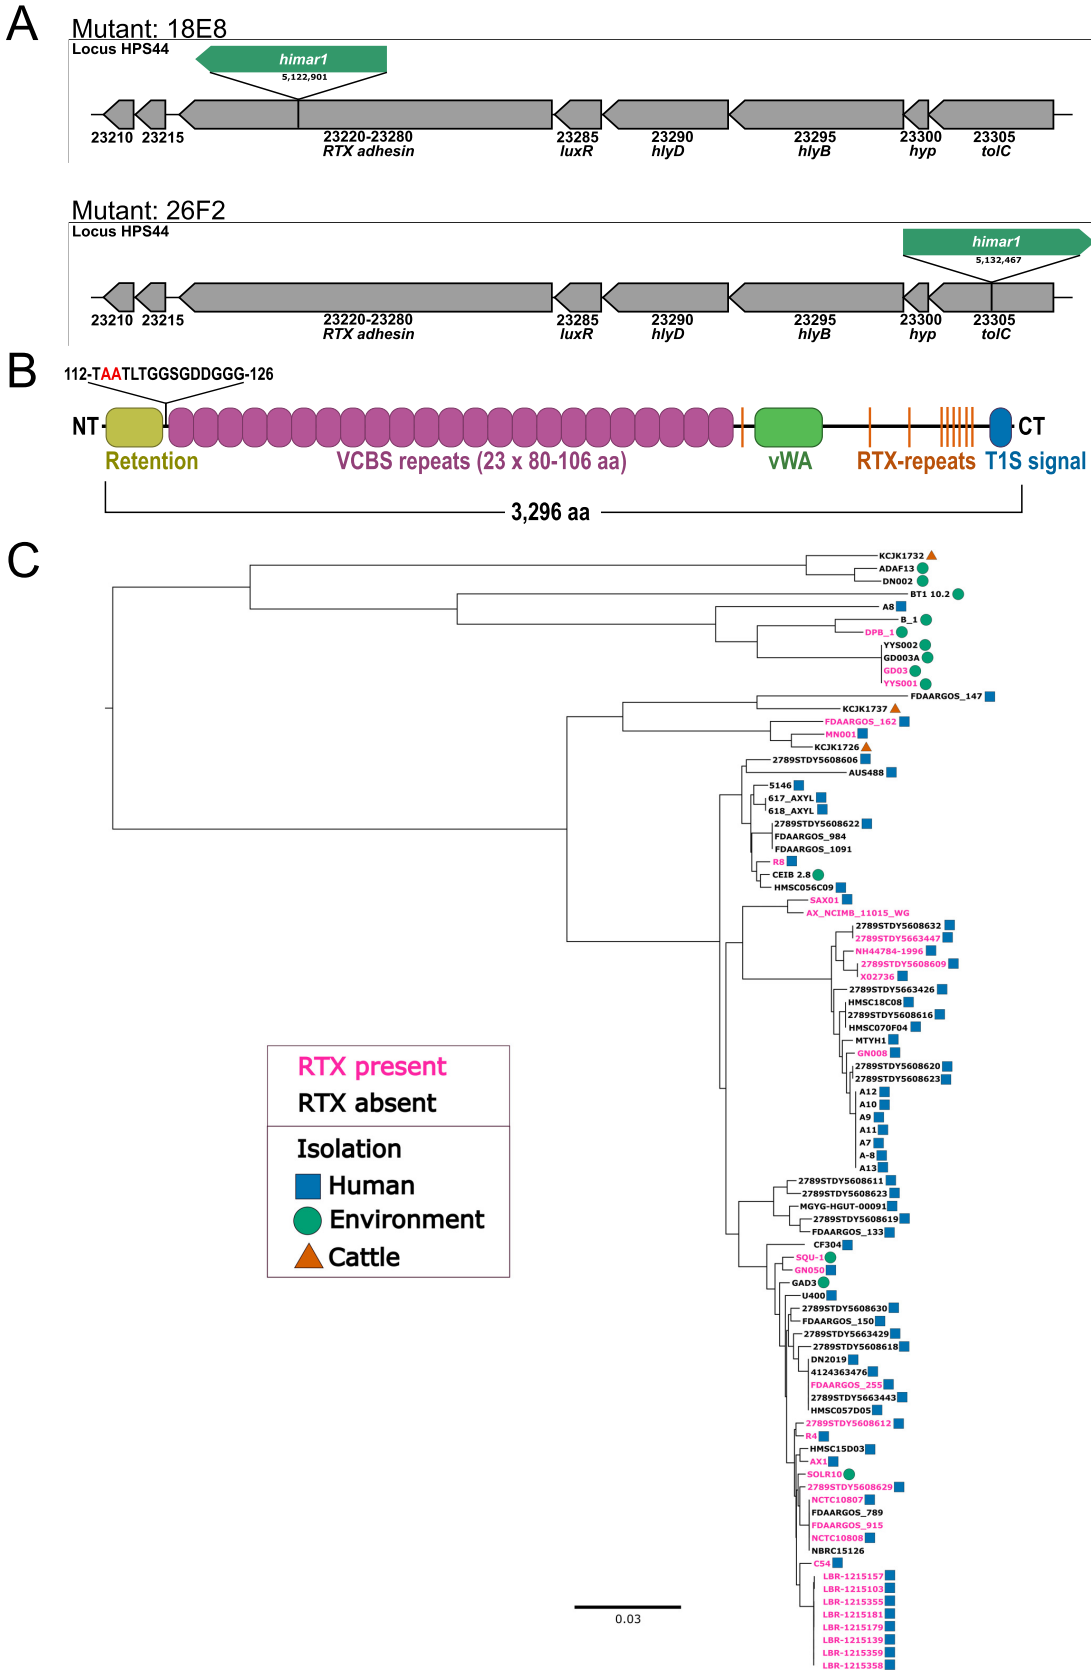 A
Mutant: 18E8
Locus HPS44
himar1
5,122,901
23210 23215 23220-23280 23285 23290 23295 23300 23305
RTX adhesin luxR hlyD hlyB hyp tolC
Mutant: 26F2
Locus HPS44
himar1
5,132,467
23210 23215 23220-23280 23285 23290 23295 23300 23305
RTX adhesin luxR hlyD hlyB hyp tolC
B
112-TAATLTGGSGDDGGG-126
NT CT
Retention VCBS repeats (23 x 80-106 aa) vWA RTX-repeats T1S signal
3,296 aa
C
KCJK1732
ADAF13
DN002
BT1 10.2
A8
B_1
DPB_1
YYS002
GD003A
GD03
YYS001
FDAARGOS_147
KCJK1737
FDAARGOS_162
MN001
KCJK1726
2789STDY5608606
AUS488
5146
617_AXYL
618_AXYL
2789STDY5608622
FDAARGOS_984
FDAARGOS_1091
R8
CEIB 2.8
HMSC056C09
SAX01
AX_NCIMB_11015_WG
2789STDY5608632
2789STDY5663447
NH44784-1996
2789STDY5608609
X02736
2789STDY5663426
HMSC18C08
2789STDY5608616
HMSC070F04
MTYH1
GN008
2789STDY5608620
2789STDY5608623
A12
A10
A9
A11
A7
A-8
A13
2789STDY5608611
2789STDY5608623
MGYG-HGUT-00091
2789STDY5608619
FDAARGOS_133
CF304
SQU-1
GN050
GAD3
U400
2789STDY5608630
FDAARGOS_150
2789STDY5663429
2789STDY5608618
DN2019
4124363476
FDAARGOS_255
2789STDY5663443
HMSC057D05
2789STDY5608612
R4
HMSC15D03
AX1
SOLR10
2789STDY5608629
NCTC10807
FDAARGOS_789
FDAARGOS_915
NCTC10808
NBRC15126
C54
LBR-1215157
LBR-1215103
LBR-1215355
LBR-1215181
LBR-1215179
LBR-1215139
LBR-1215359
LBR-1215358
RTX present
RTX absent
Isolation
Human
Environment
Cattle
0.03